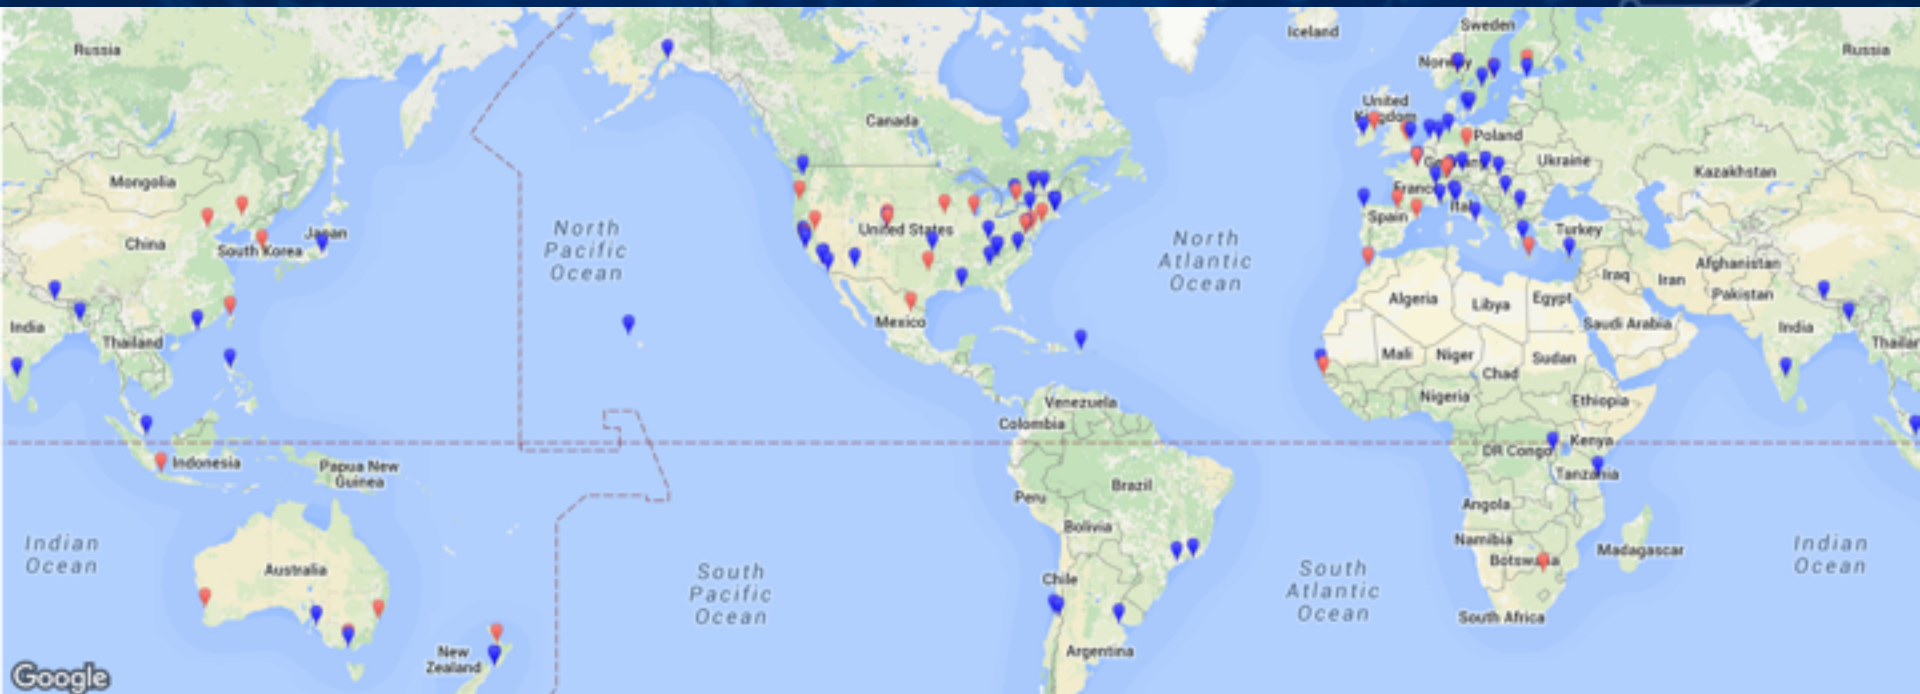 Russia
Iceland
Sweden
Norway
Russia
Canada
United
Kingdom
Poland
Ukraine
Kazakhstan
Mongolia
Germany
France
Spain
Italy
Turkey
North
Pacific
Ocean
United States
North
Atlantic
Ocean
China
South Korea
Japan
Afghanistan
Iraq
Iran
Pakistan
Algeria
Libya
Egypt
Saudi Arabia
India
Thailand
Mexico
India
Thailan
Mali
Niger
Sudan
Chad
Nigeria
Ethiopia
Venezuela
Colombia
Indonesia
Papua New
Guinea
DR Congo
Kenya
Tanzania
Peru
Brazil
Angola
Bolivia
Namibia
Botswana
Madagascar
Indian
Ocean
Australia
South
Pacific
Ocean
Chile
South
Atlantic
Ocean
Indian
Ocean
South Africa
New
Zealand
Argentina
Google